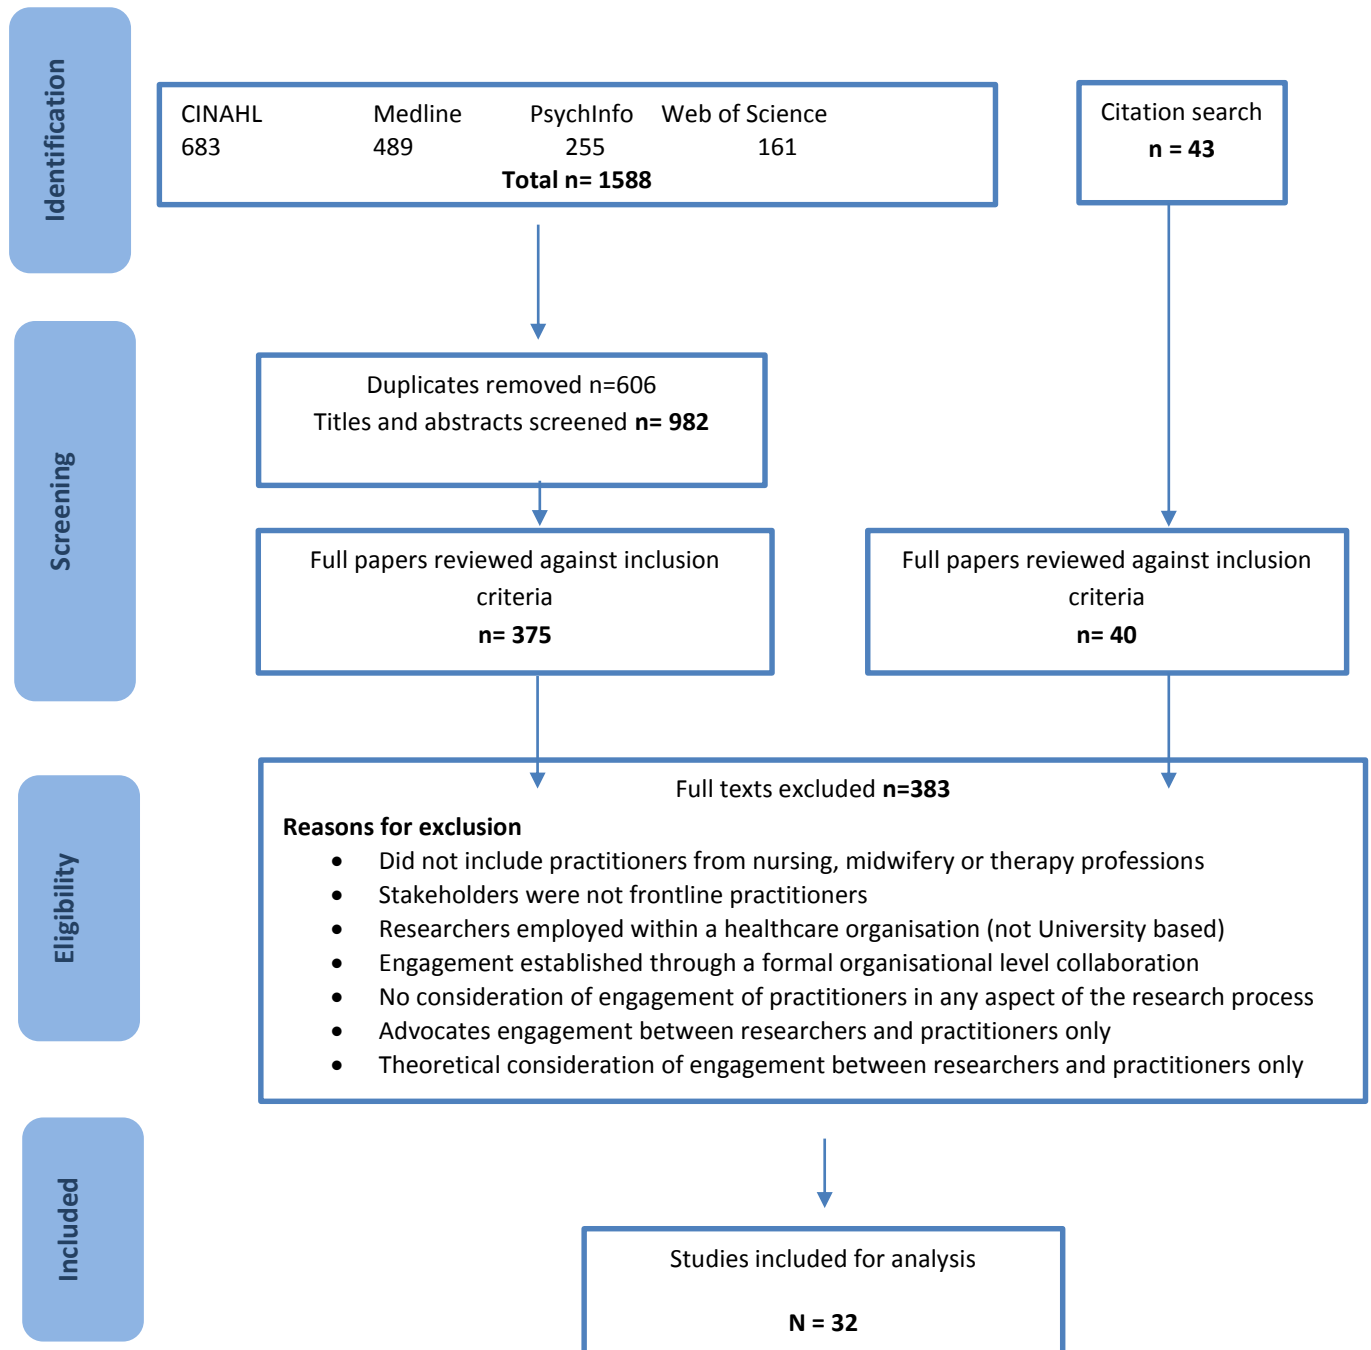 Identification
CINAHL Medline PsychInfo Web of Science
683 489 255 161
Total n= 1588
Citation search
n = 43
Screening
Duplicates removed n=606
Titles and abstracts screened n= 982
Full papers reviewed against inclusion
criteria
n= 375
Full papers reviewed against inclusion
criteria
n= 40
Eligibility
Full texts excluded n=383
Reasons for exclusion
• Did not include practitioners from nursing, midwifery or therapy professions
• Stakeholders were not frontline practitioners
• Researchers employed within a healthcare organisation (not University based)
• Engagement established through a formal organisational level collaboration
• No consideration of engagement of practitioners in any aspect of the research process
• Advocates engagement between researchers and practitioners only
• Theoretical consideration of engagement between researchers and practitioners only
Included
Studies included for analysis
N = 32